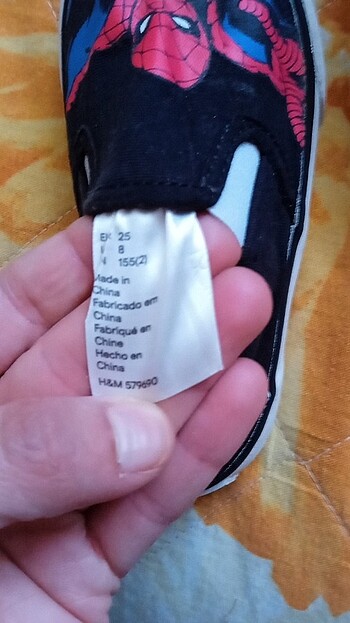 25
8
155(2)
Made in
China
Fabricado em
China
Fabriqué en
Chine
Hecho en
China
H&M 579690